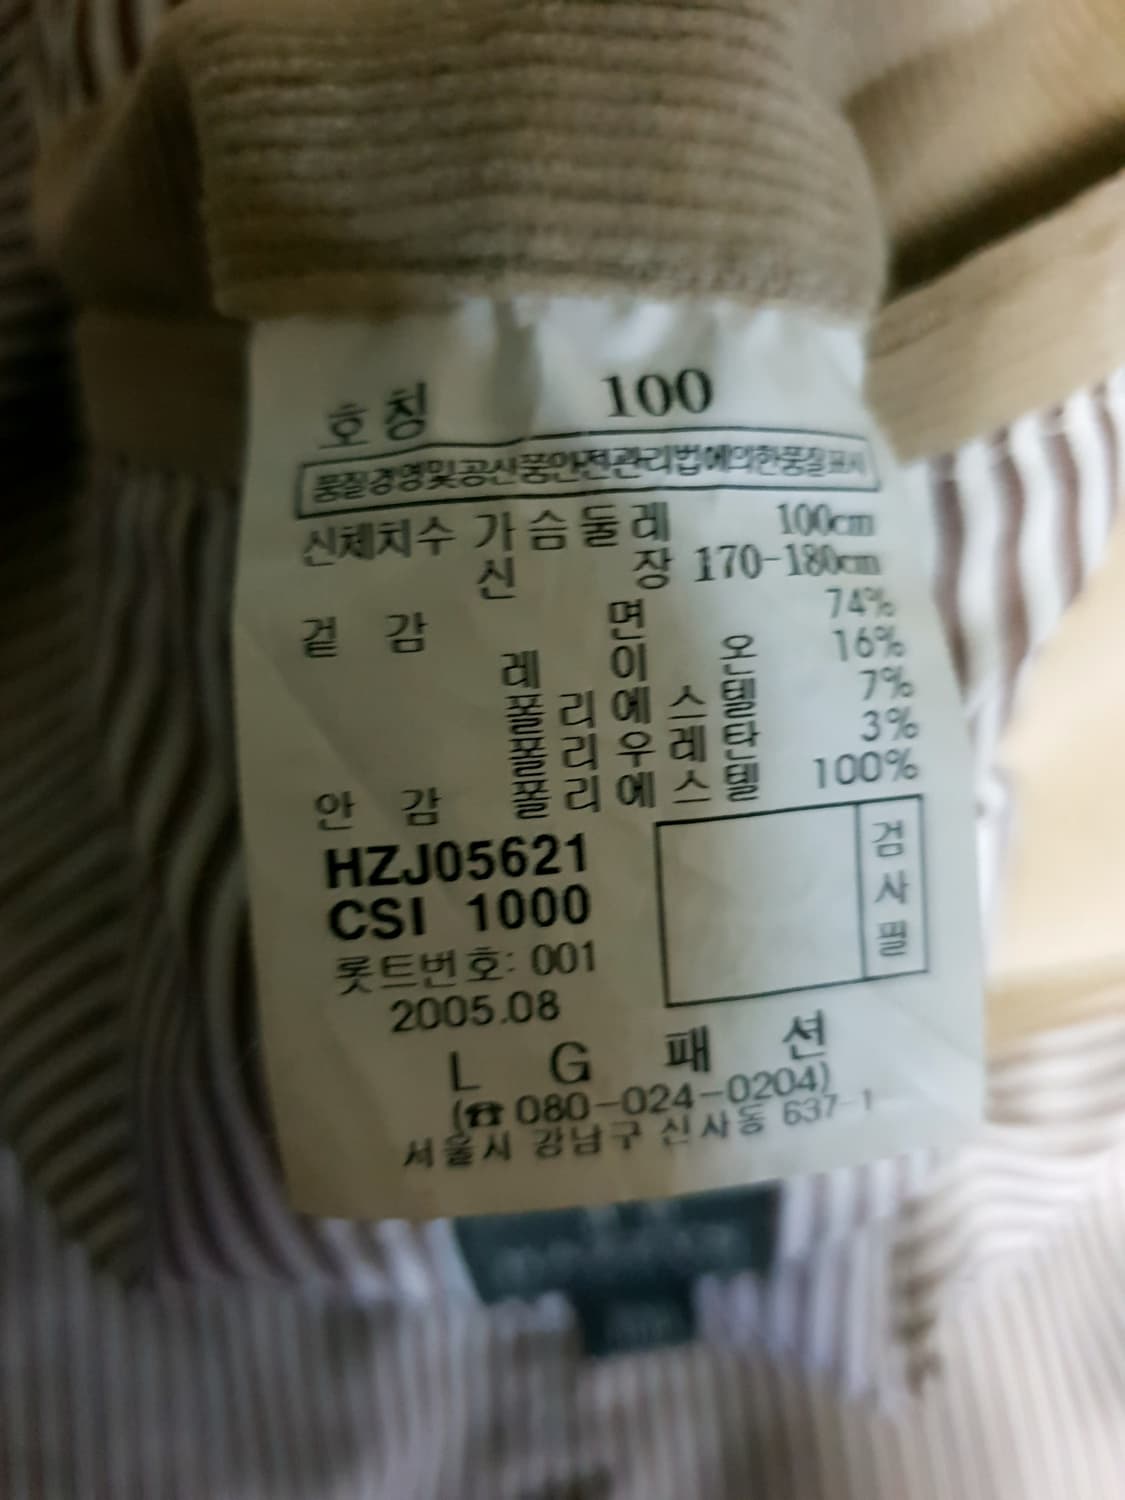 호칭 100
품질경영및공산품안전관리법에의한품질표시
신체치수 가슴둘레 100cm
신장 170-180cm
겉감 면 74%
레이온 16%
폴리에스텔 7%
폴리우레탄 3%
안감 폴리에스텔 100%
HZJ05621
CSI 1000
검사필
롯트번호: 001
2005.08
LG패션
(☎080-024-0204)
서울시 강남구 신사동 637-1